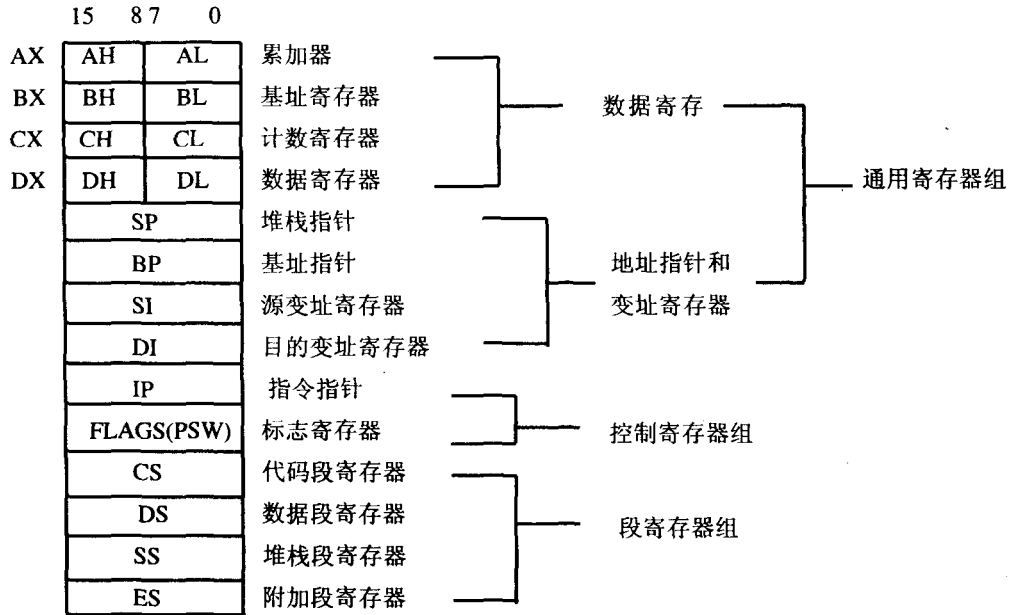 15 8 7 0
AX AH AL 累加器
BX BH BL 基址寄存器 数据寄存
CX CH CL 计数寄存器
DX DH DL 数据寄存器 通用寄存器组
SP 堆栈指针
BP 基址指针 地址指针和
SI 源变址寄存器 变址寄存器
DI 目的变址寄存器
IP 指令指针
FLAGS(PSW) 标志寄存器 控制寄存器组
CS 代码段寄存器
DS 数据段寄存器 段寄存器组
SS 堆栈段寄存器
ES 附加段寄存器